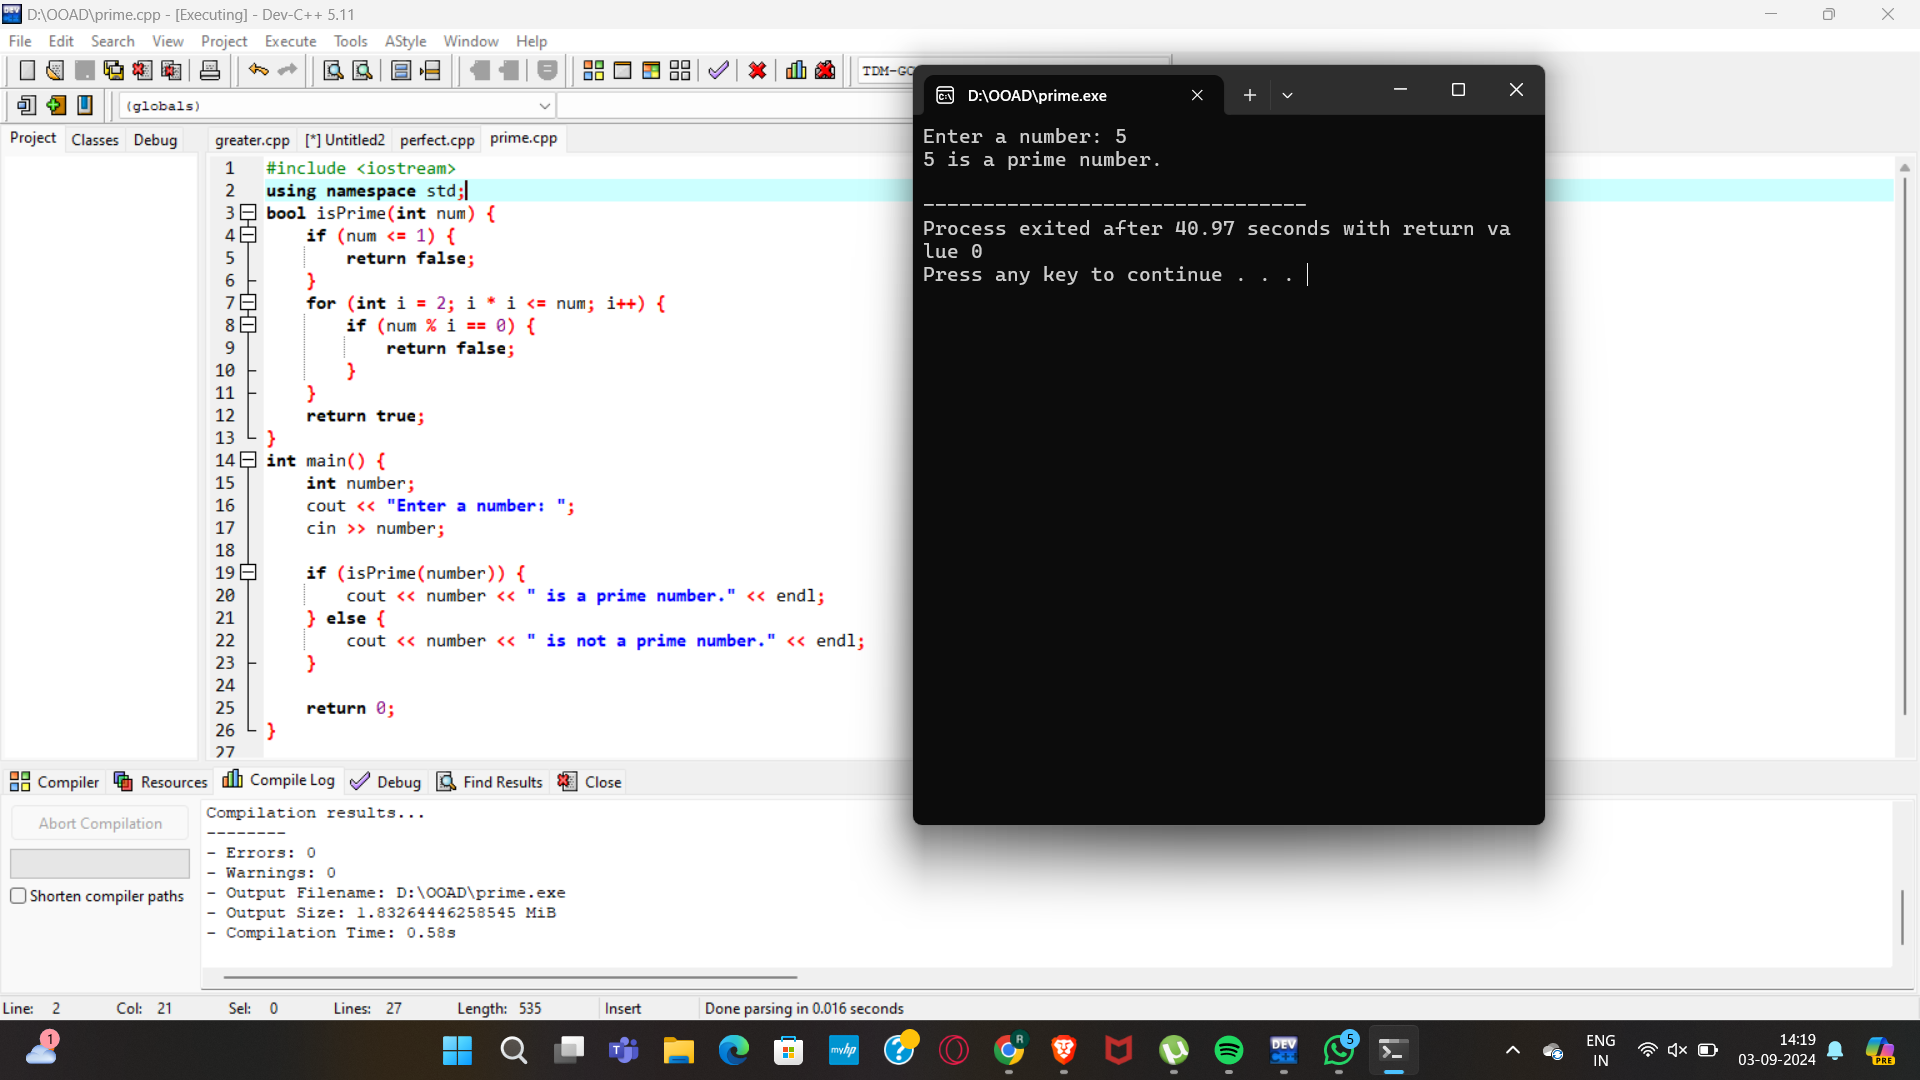 D:\OOAD\prime.cpp - [Executing] - Dev-C++ 5.11
File Edit Search View Project Execute Tools AStyle Window Help
TDM-GC
(globals)
Project Classes Debug
greater.cpp [*] Untitled2 perfect.cpp prime.cpp
1 #include <iostream>
2 using namespace std;
3 bool isPrime(int num) {
4 if (num <= 1) {
5 return false;
6 }
7 for (int i = 2; i * i <= num; i++) {
8 if (num % i == 0) {
9 return false;
10 }
11 }
12 return true;
13 }
14 int main() {
15 int number;
16 cout << "Enter a number: ";
17 cin >> number;
18
19 if (isPrime(number)) {
20 cout << number << " is a prime number." << endl;
21 } else {
22 cout << number << " is not a prime number." << endl;
23 }
24
25 return 0;
26 }
27
D:\OOAD\prime.exe
Enter a number: 5
5 is a prime number.
--------------------------------
Process exited after 40.97 seconds with return va
lue 0
Press any key to continue . . .
Compiler Resources Compile Log Debug Find Results Close
Abort Compilation
Shorten compiler paths
Compilation results...
--------
- Errors: 0
- Warnings: 0
- Output Filename: D:\OOAD\prime.exe
- Output Size: 1.83264446258545 MiB
- Compilation Time: 0.58s
Line: 2 Col: 21 Sel: 0 Lines: 27 Length: 535 Insert Done parsing in 0.016 seconds
1
myhp
R
DEV
5
ENG
IN
14:19
03-09-2024
PRE